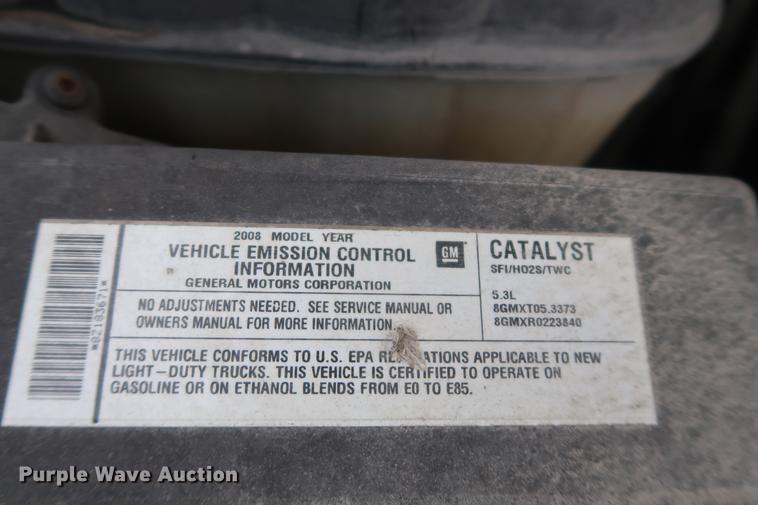 2008 MODEL YEAR
VEHICLE EMISSION CONTROL
INFORMATION
GENERAL MOTORS CORPORATION
GM
NO ADJUSTMENTS NEEDED. SEE SERVICE MANUAL OR
OWNERS MANUAL FOR MORE INFORMATION.
CATALYST
SFI/HO2S/TWC
5.3L
8GMXT05.3373
8GMXR0223840
THIS VEHICLE CONFORMS TO U.S. EPA APPLICABLE TO NEW
LIGHT-DUTY TRUCKS. THIS VEHICLE IS CERTIFIED TO OPERATE ON
GASOLINE OR ON ETHANOL BLENDS FROM E0 TO E85.
Purple Wave Auction